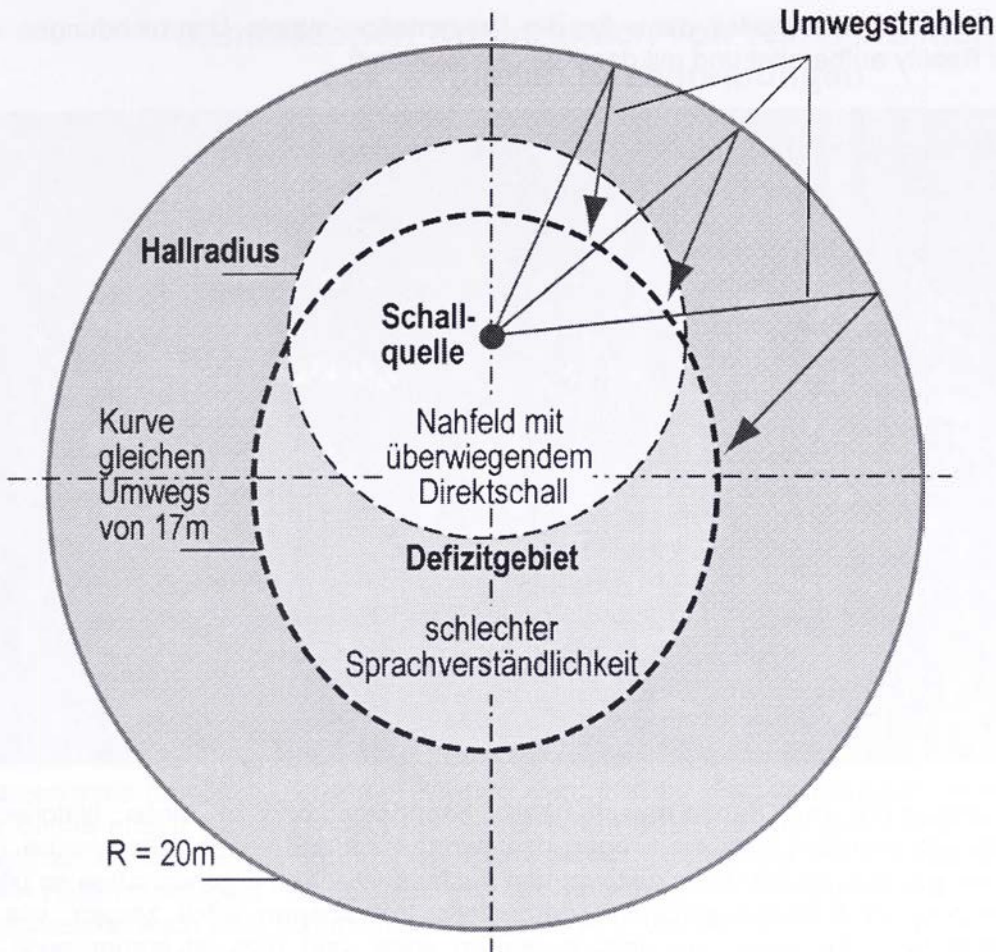 Umwegstrahlen
Hallradius
Schall-
quelle
Kurve
gleichen
Umwegs
von 17m
Nahfeld mit
überwiegendem
Direktschall
Defizitgebiet
schlechter
Sprachverständlichkeit
R = 20m